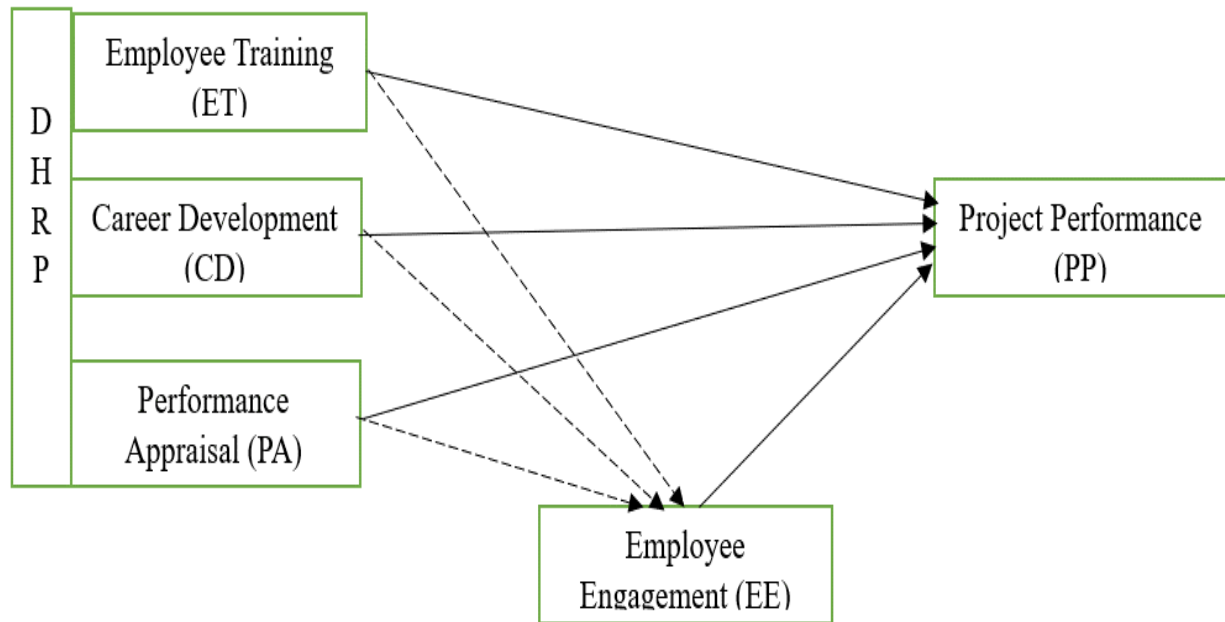 D
H
R
P
Employee Training
(ET)
Career Development
(CD)
Performance
Appraisal (PA)
Project Performance
(PP)
Employee
Engagement (EE)